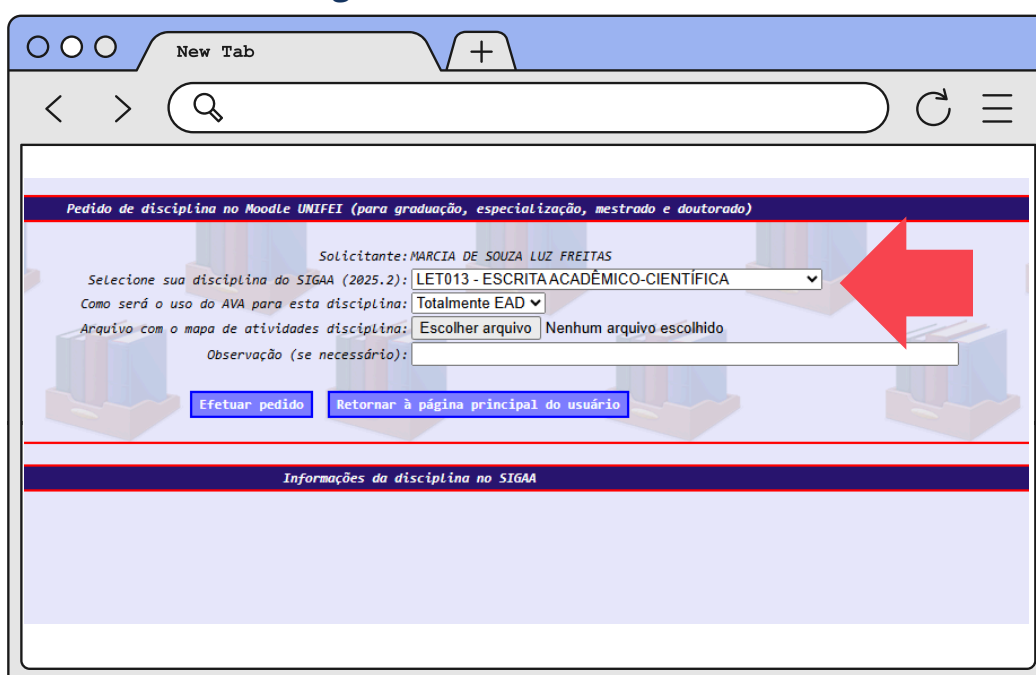 New Tab
Pedido de disciplina no Moodle UNIFEI (para graduação, especialização, mestrado e doutorado)
Solicitante: MARCIA DE SOUZA LUZ FREITAS
Selecione sua disciplina do SIGAA (2025.2): LET013 - ESCRITA ACADÊMICO-CIENTÍFICA
Como será o uso do AVA para esta disciplina: Totalmente EAD
Arquivo com o mapa de atividades disciplina: Escolher arquivo Nenhum arquivo escolhido
Observação (se necessário):
Efetuar pedido Retornar à página principal do usuário
Informações da disciplina no SIGAA